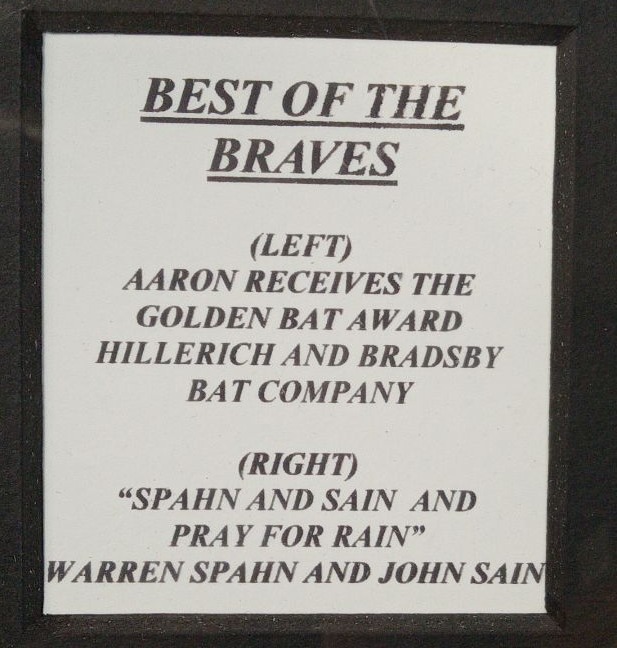 BEST OF THE
BRAVES
(LEFT)
AARON RECEIVES THE
GOLDEN BAT AWARD
HILLERICH AND BRADSBY
BAT COMPANY
(RIGHT)
“SPAHN AND SAIN AND
PRAY FOR RAIN”
WARREN SPAHN AND JOHN SAIN